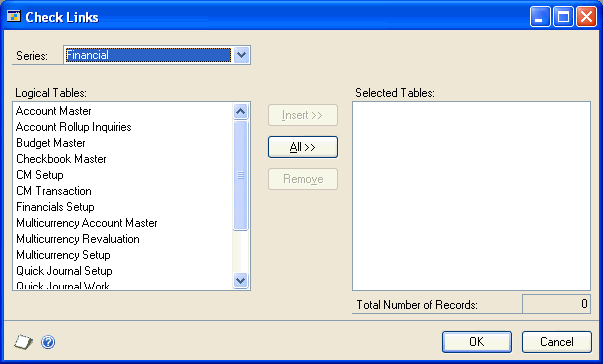 Check Links
Series: Financial
Logical Tables:
Account Master
Account Rollup Inquiries
Budget Master
Checkbook Master
CM Setup
CM Transaction
Financials Setup
Multicurrency Account Master
Multicurrency Revaluation
Multicurrency Setup
Quick Journal Setup
Quick Journal Work
Insert >>
All >>
Remove
Selected Tables:
Total Number of Records: 0
OK
Cancel